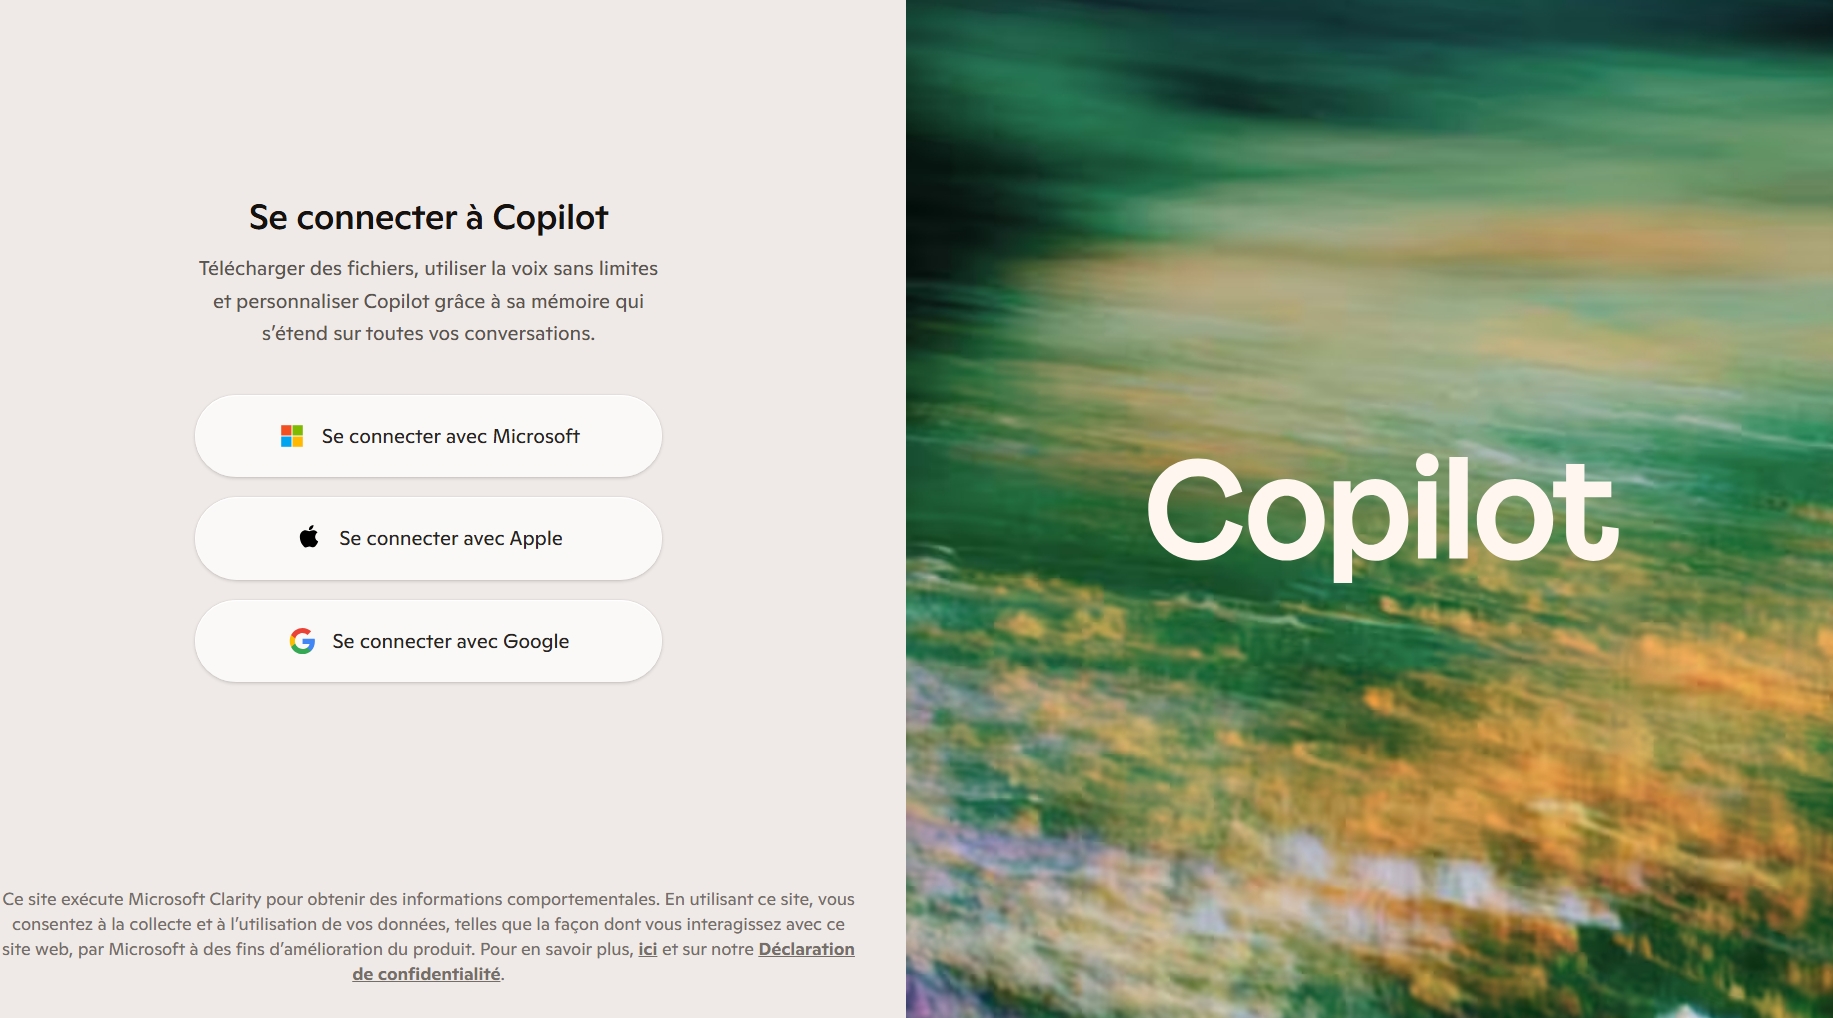 Se connecter à Copilot
Télécharger des fichiers, utiliser la voix sans limites
et personnaliser Copilot grâce à sa mémoire qui
s’étend sur toutes vos conversations.
Se connecter avec Microsoft
Se connecter avec Apple
Se connecter avec Google
Ce site exécute Microsoft Clarity pour obtenir des informations comportementales. En utilisant ce site, vous
consentez à la collecte et à l’utilisation de vos données, telles que la façon dont vous interagissez avec ce
site web, par Microsoft à des fins d’amélioration du produit. Pour en savoir plus, ici et sur notre Déclaration
de confidentialité.
Copilot